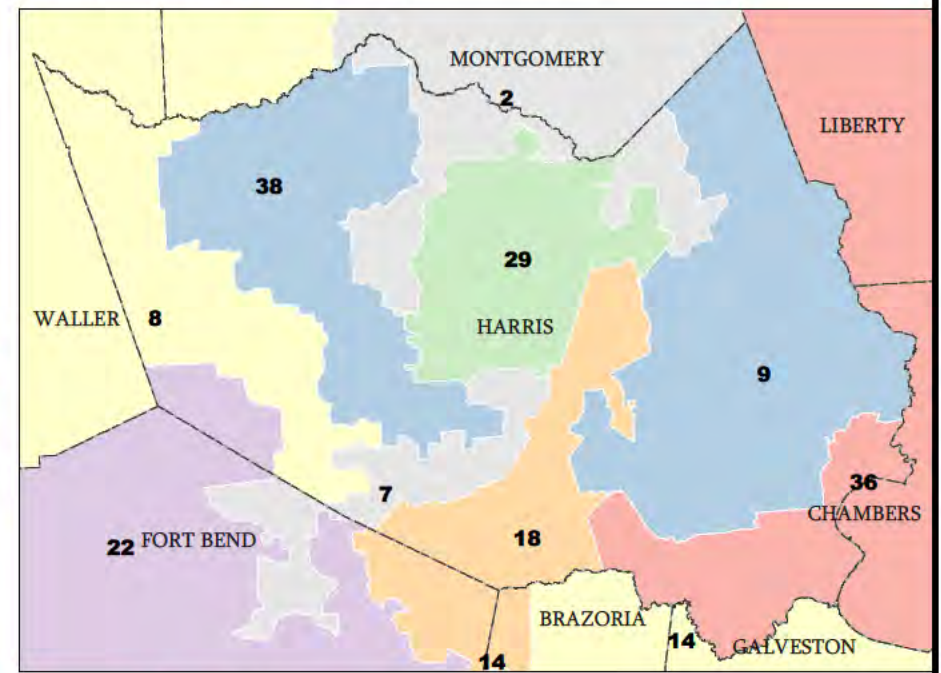 MONTGOMERY
2
LIBERTY
38
29
WALLER
8
HARRIS
9
36
7
CHAMBERS
18
22
FORT BEND
BRAZORIA
14
GALVESTON
14